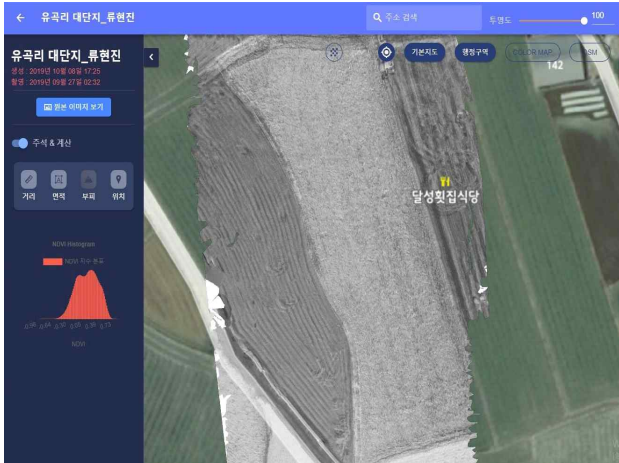 유곡리 대단지_류현진
주소 검색
투명도
100
유곡리 대단지_류현진
생성 : 2019년 10월 08일 17:25
촬영 : 2019년 09월 27일 02:32
원본 이미지 보기
주석 & 계산
거리
면적
부피
위치
NDVI Histogram
NDVI 지수 분포
NDVI
기본지도
행정구역
COLOR MAP
DSM
142
달성횟집식당